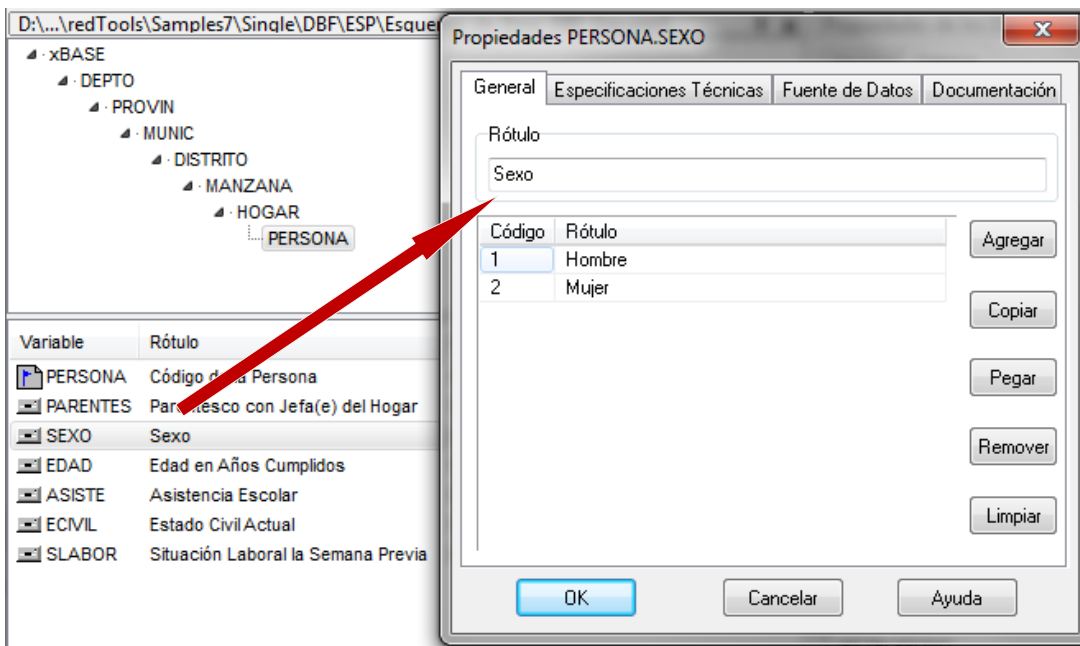 D:\...\redTools\Samples7\Single\DBF\ESP\Esque
xBASE
DEPTO
PROVIN
MUNIC
DISTRITO
MANZANA
HOGAR
PERSONA
Variable Rótulo
PERSONA Código Persona
PARENTES con Jefa(e) del Hogar
SEXO Sexo
EDAD Edad en Años Cumplidos
ASISTE Asistencia Escolar
ECIVIL Estado Civil Actual
SLABOR Situación Laboral la Semana Previa
Propiedades PERSONA.SEXO
General Especificaciones Técnicas Fuente de Datos Documentación
Rótulo
Sexo
Código Rótulo
1 Hombre
2 Mujer
Agregar
Copiar
Pegar
Remover
Limpiar
OK Cancelar Ayuda